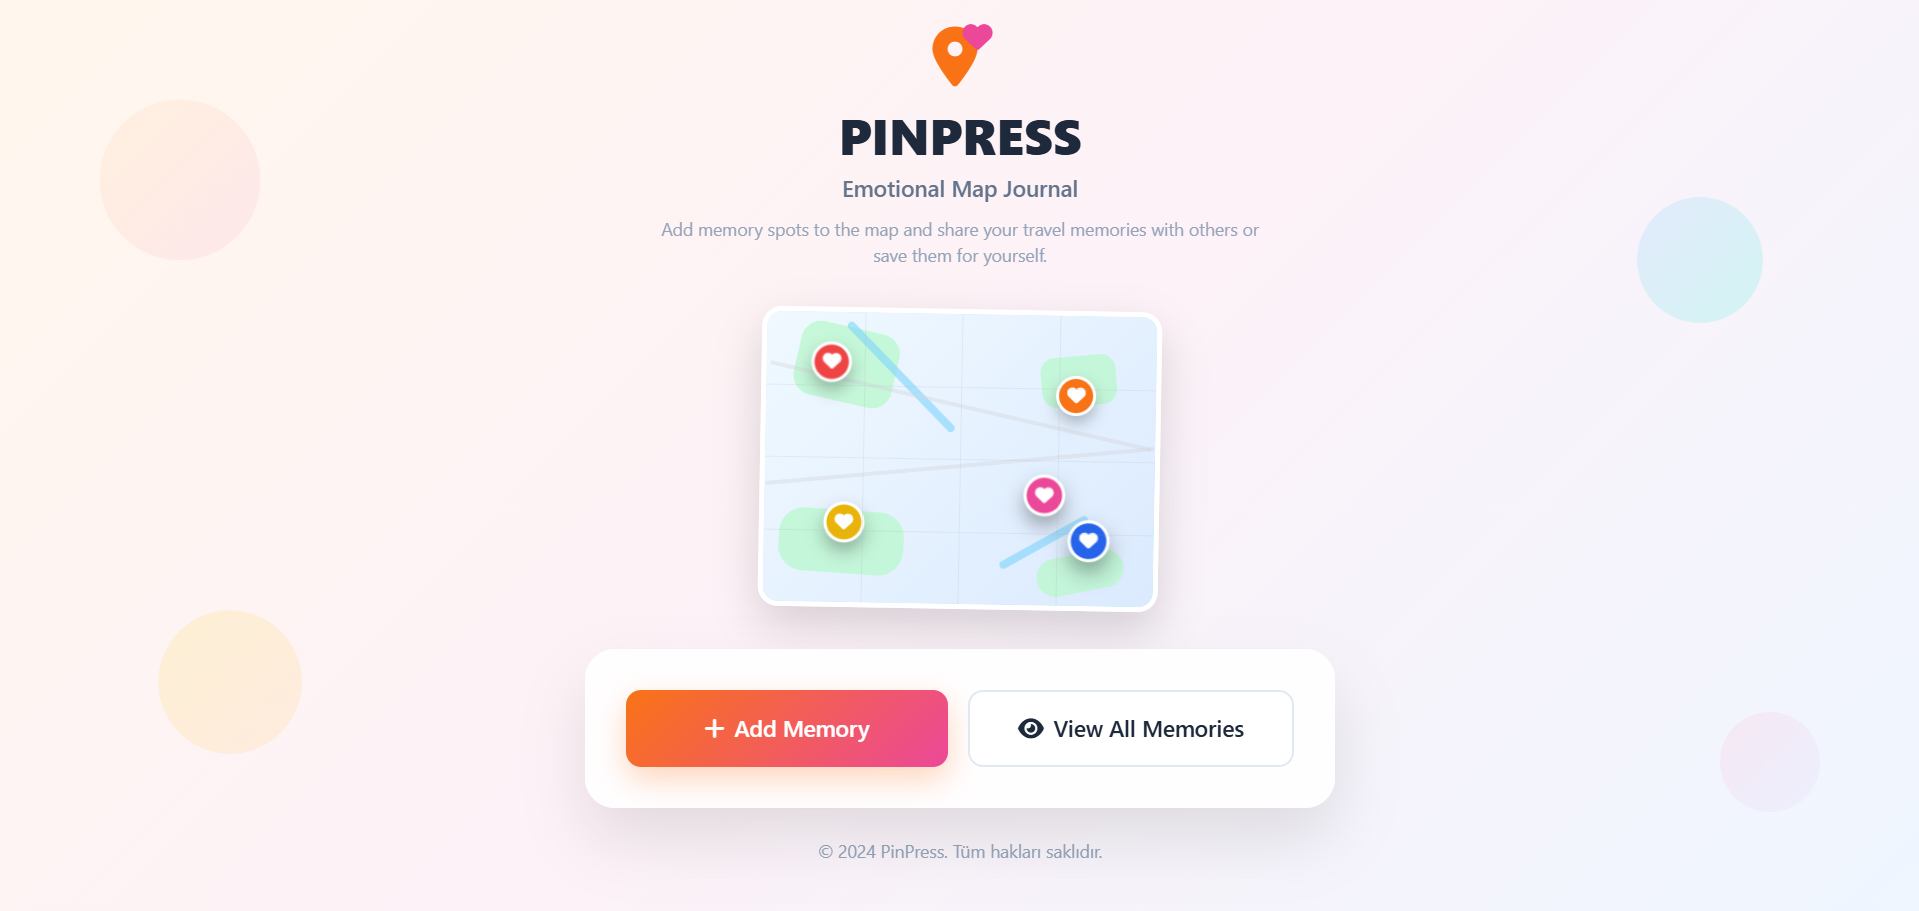 PINPRESS
Emotional Map Journal
Add memory spots to the map and share your travel memories with others or
save them for yourself.
Add Memory
View All Memories
© 2024 PinPress. Tüm hakları saklıdır.